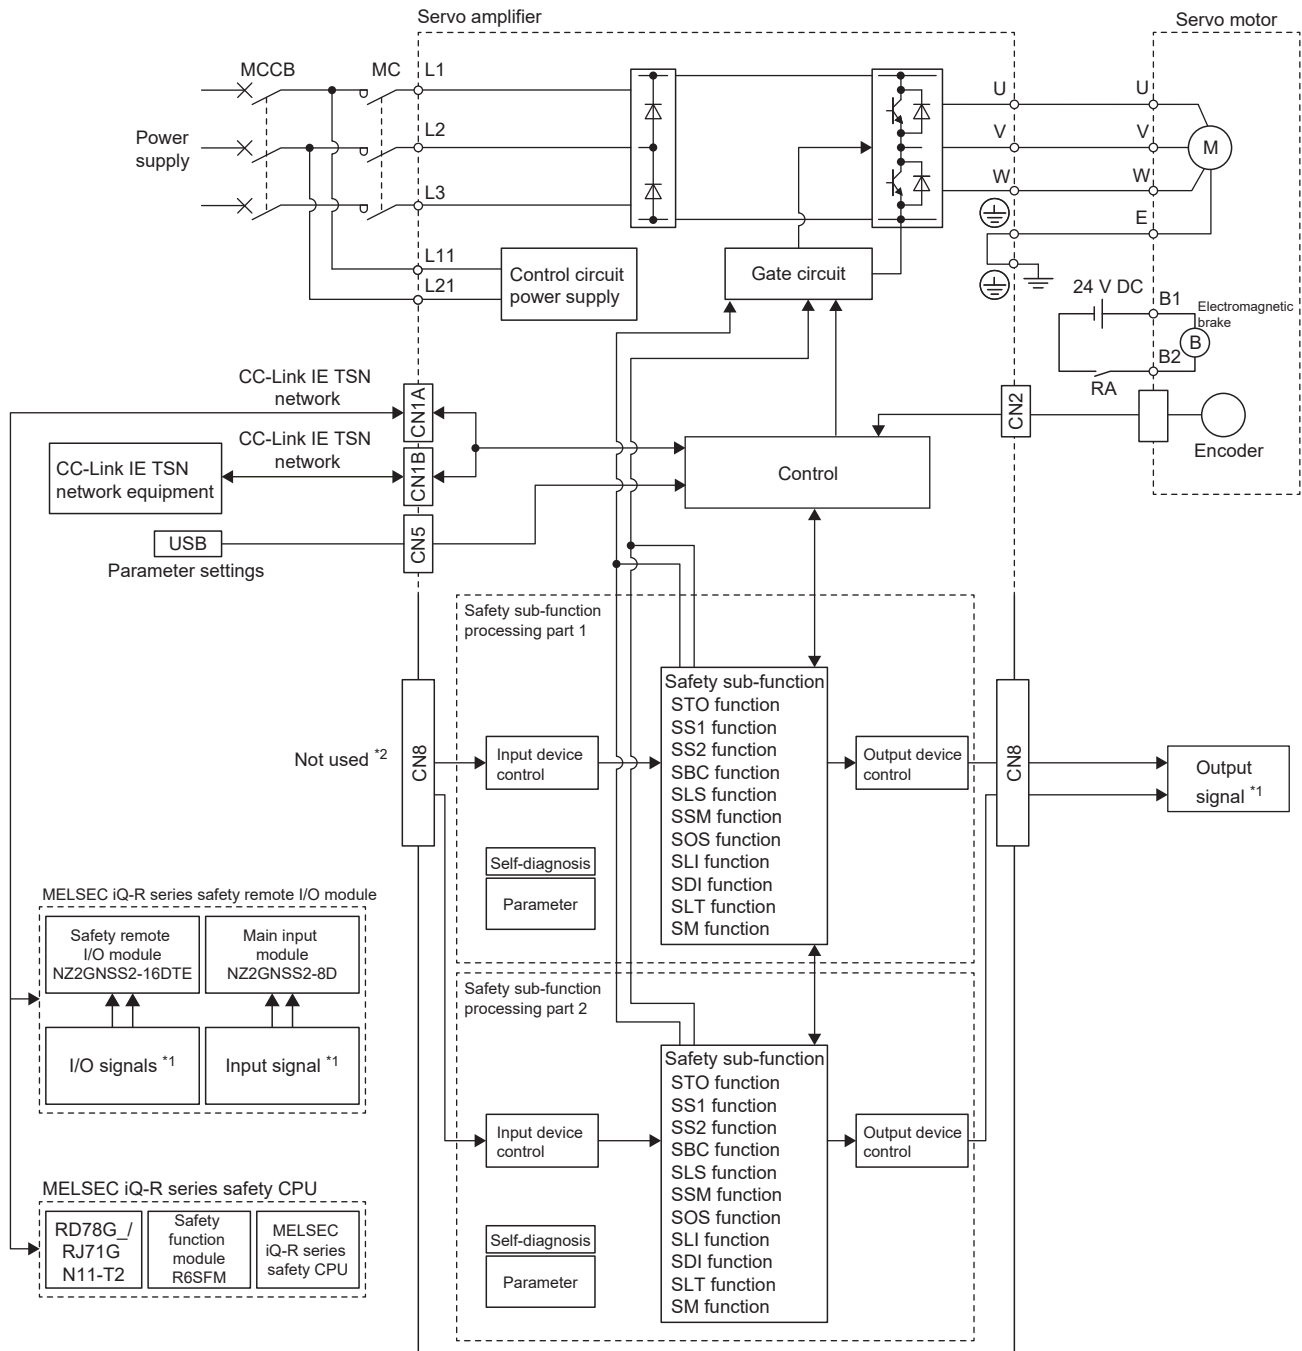 Servo amplifier
Servo motor
MCCB
MC
L1
L2
L3
Power
supply
U
V
W
U
V
W
E
M
L11
L21
Control circuit
power supply
Gate circuit
24 V DC
B1
B2
Electromagnetic
brake
B
RA
CC-Link IE TSN
network
CN1A
CC-Link IE TSN
network
CN1B
CC-Link IE TSN
network equipment
CN2
Encoder
Control
USB
Parameter settings
CN5
Safety sub-function
processing part 1
Not used *2
CN8
Input device
control
Safety sub-function
STO function
SS1 function
SS2 function
SBC function
SLS function
SSM function
SOS function
SLI function
SDI function
SLT function
SM function
Output device
control
CN8
Output
signal *1
Self-diagnosis
Parameter
MELSEC iQ-R series safety remote I/O module
Safety remote
I/O module
NZ2GNSS2-16DTE
Main input
module
NZ2GNSS2-8D
I/O signals *1
Input signal *1
Safety sub-function
processing part 2
Input device
control
Safety sub-function
STO function
SS1 function
SS2 function
SBC function
SLS function
SSM function
SOS function
SLI function
SDI function
SLT function
SM function
Output device
control
Self-diagnosis
Parameter
MELSEC iQ-R series safety CPU
RD78G_/
RJ71G
N11-T2
Safety
function
module
R6SFM
MELSEC
iQ-R series
safety CPU